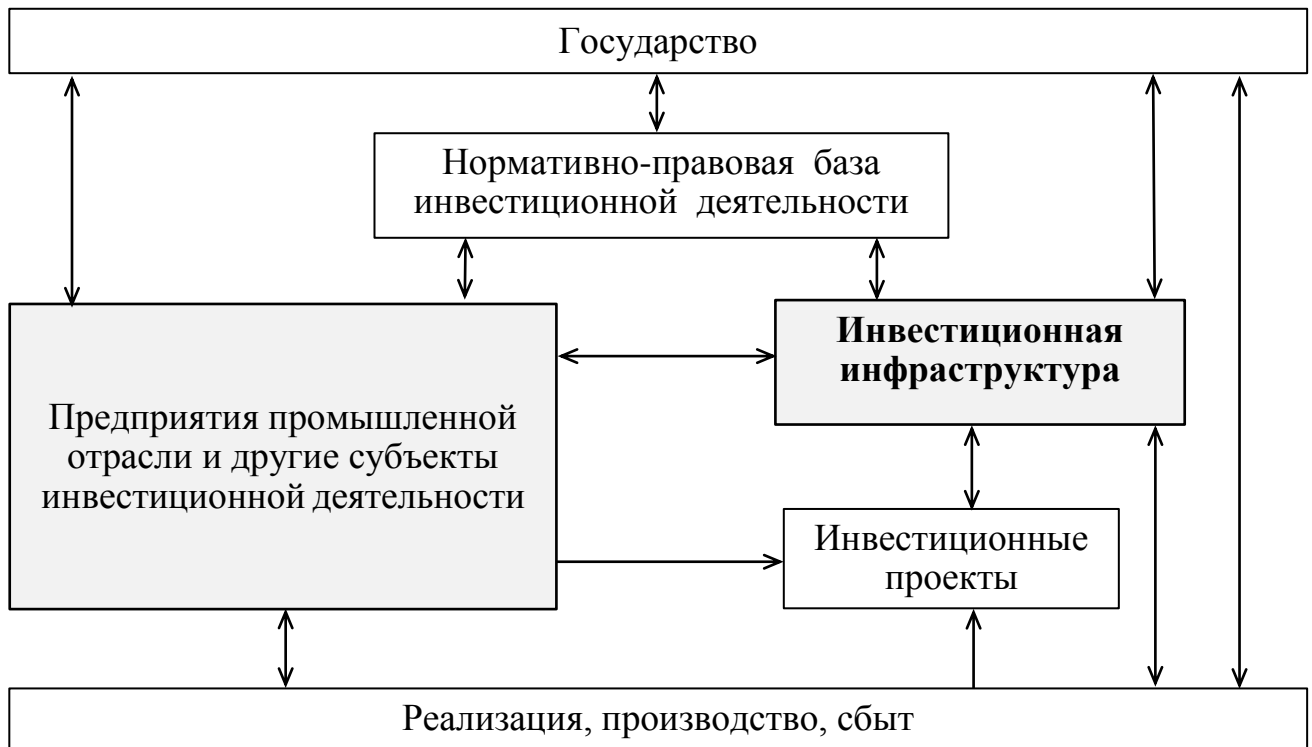 Государство
Нормативно-правовая база
инвестиционной деятельности
Инвестиционная
инфраструктура
Предприятия промышленной
отрасли и другие субъекты
инвестиционной деятельности
Инвестиционные
проекты
Реализация, производство, сбыт